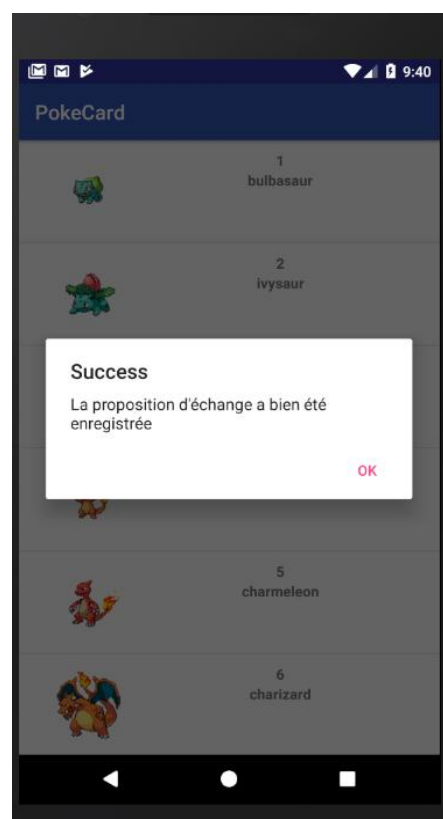 9:40
PokeCard
1
bulbasaur
2
ivysaur
Success
La proposition d'échange a bien été
enregistrée
OK
5
charmeleon
6
charizard